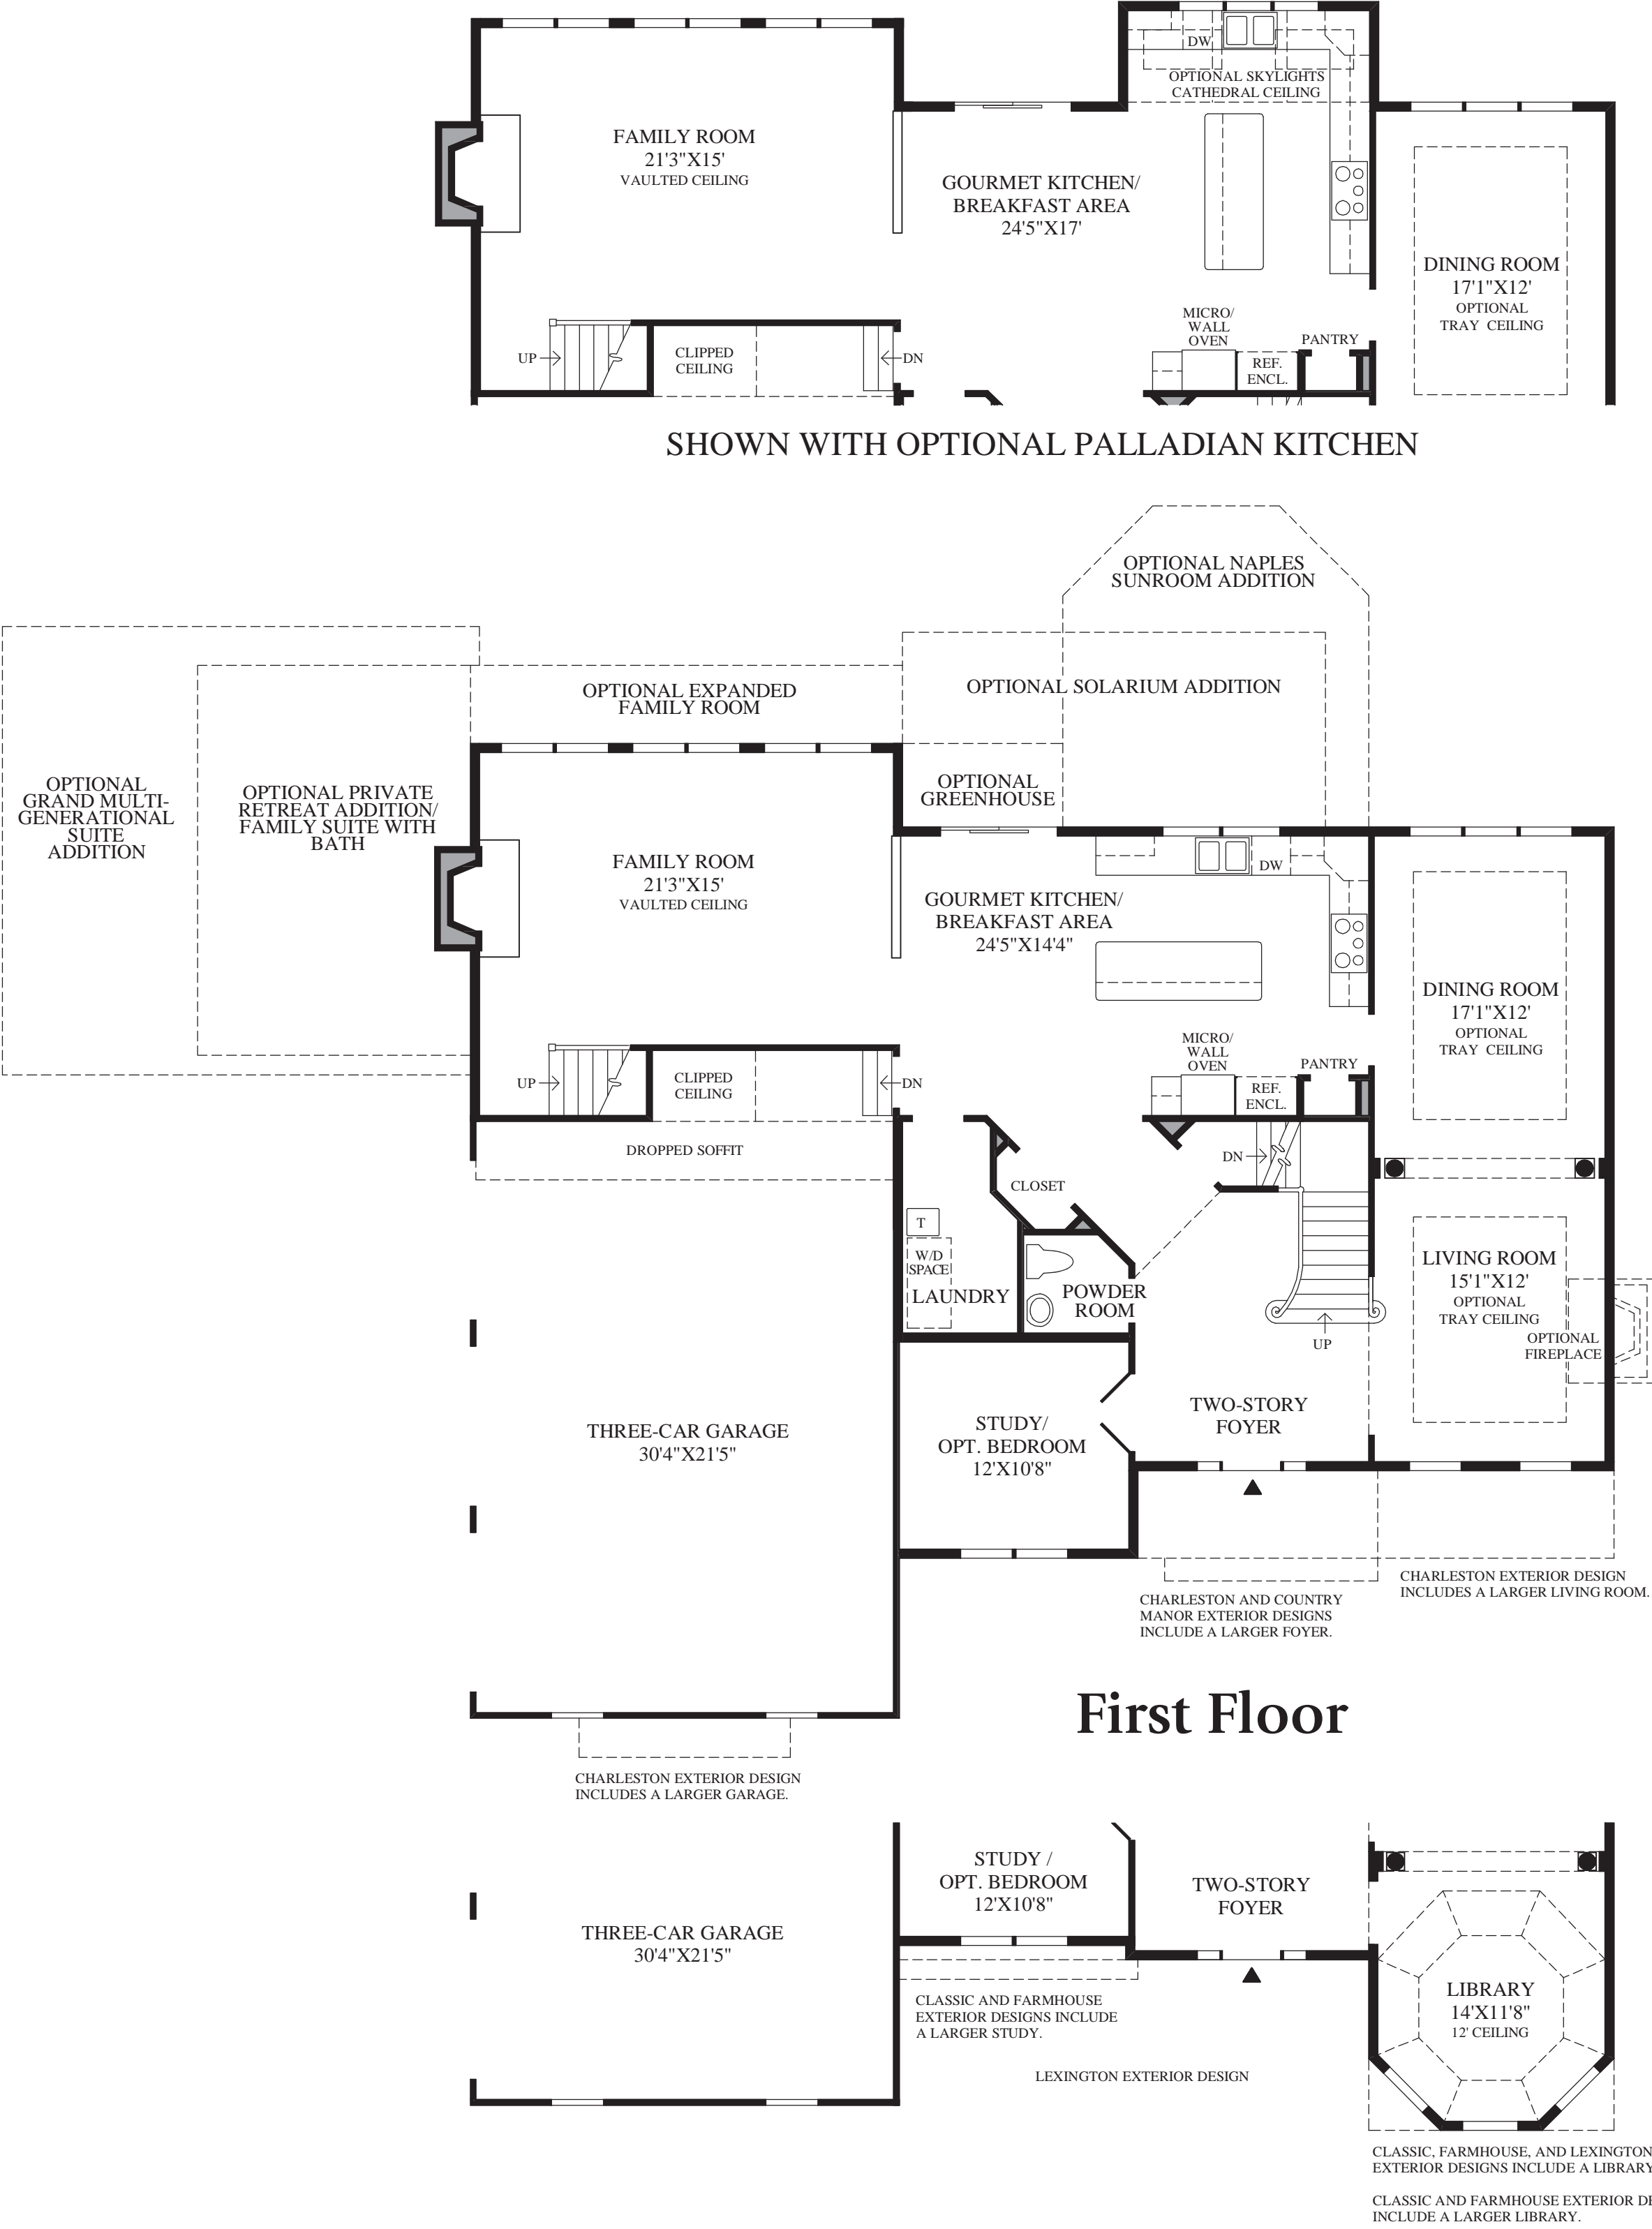 DW
OPTIONAL SKYLIGHTS
CATHEDRAL CEILING
FAMILY ROOM
21'3"X15'
VAULTED CEILING
GOURMET KITCHEN/
BREAKFAST AREA
24'5"X17'
DINING ROOM
17'1"X12'
OPTIONAL
TRAY CEILING
MICRO/
WALL
OVEN
PANTRY
REF.
ENCL.
UP
CLIPPED
CEILING
DN
SHOWN WITH OPTIONAL PALLADIAN KITCHEN
OPTIONAL NAPLES
SUNROOM ADDITION
OPTIONAL SOLARIUM ADDITION
OPTIONAL EXPANDED
FAMILY ROOM
OPTIONAL
GREENHOUSE
OPTIONAL
GRAND MULTI-
GENERATIONAL
SUITE
ADDITION
OPTIONAL PRIVATE
RETREAT ADDITION/
FAMILY SUITE WITH
BATH
FAMILY ROOM
21'3"X15'
VAULTED CEILING
DW
GOURMET KITCHEN/
BREAKFAST AREA
24'5"X14'4"
DINING ROOM
17'1"X12'
OPTIONAL
TRAY CEILING
MICRO/
WALL
OVEN
PANTRY
REF.
ENCL.
UP
CLIPPED
CEILING
DN
DROPPED SOFFIT
DN
CLOSET
T
W/D
SPACE
LAUNDRY
POWDER
ROOM
LIVING ROOM
15'1"X12'
OPTIONAL
TRAY CEILING
OPTIONAL
FIREPLACE
UP
THREE-CAR GARAGE
30'4"X21'5"
STUDY/
OPT. BEDROOM
12'X10'8"
TWO-STORY
FOYER
CHARLESTON EXTERIOR DESIGN
INCLUDES A LARGER LIVING ROOM.
CHARLESTON AND COUNTRY
MANOR EXTERIOR DESIGNS
INCLUDE A LARGER FOYER.
First Floor
CHARLESTON EXTERIOR DESIGN
INCLUDES A LARGER GARAGE.
STUDY /
OPT. BEDROOM
12'X10'8"
TWO-STORY
FOYER
THREE-CAR GARAGE
30'4"X21'5"
LIBRARY
14'X11'8"
12' CEILING
CLASSIC AND FARMHOUSE
EXTERIOR DESIGNS INCLUDE
A LARGER STUDY.
LEXINGTON EXTERIOR DESIGN
CLASSIC, FARMHOUSE, AND LEXINGTON
EXTERIOR DESIGNS INCLUDE A LIBRARY
CLASSIC AND FARMHOUSE EXTERIOR
INCLUDE A LARGER LIBRARY.